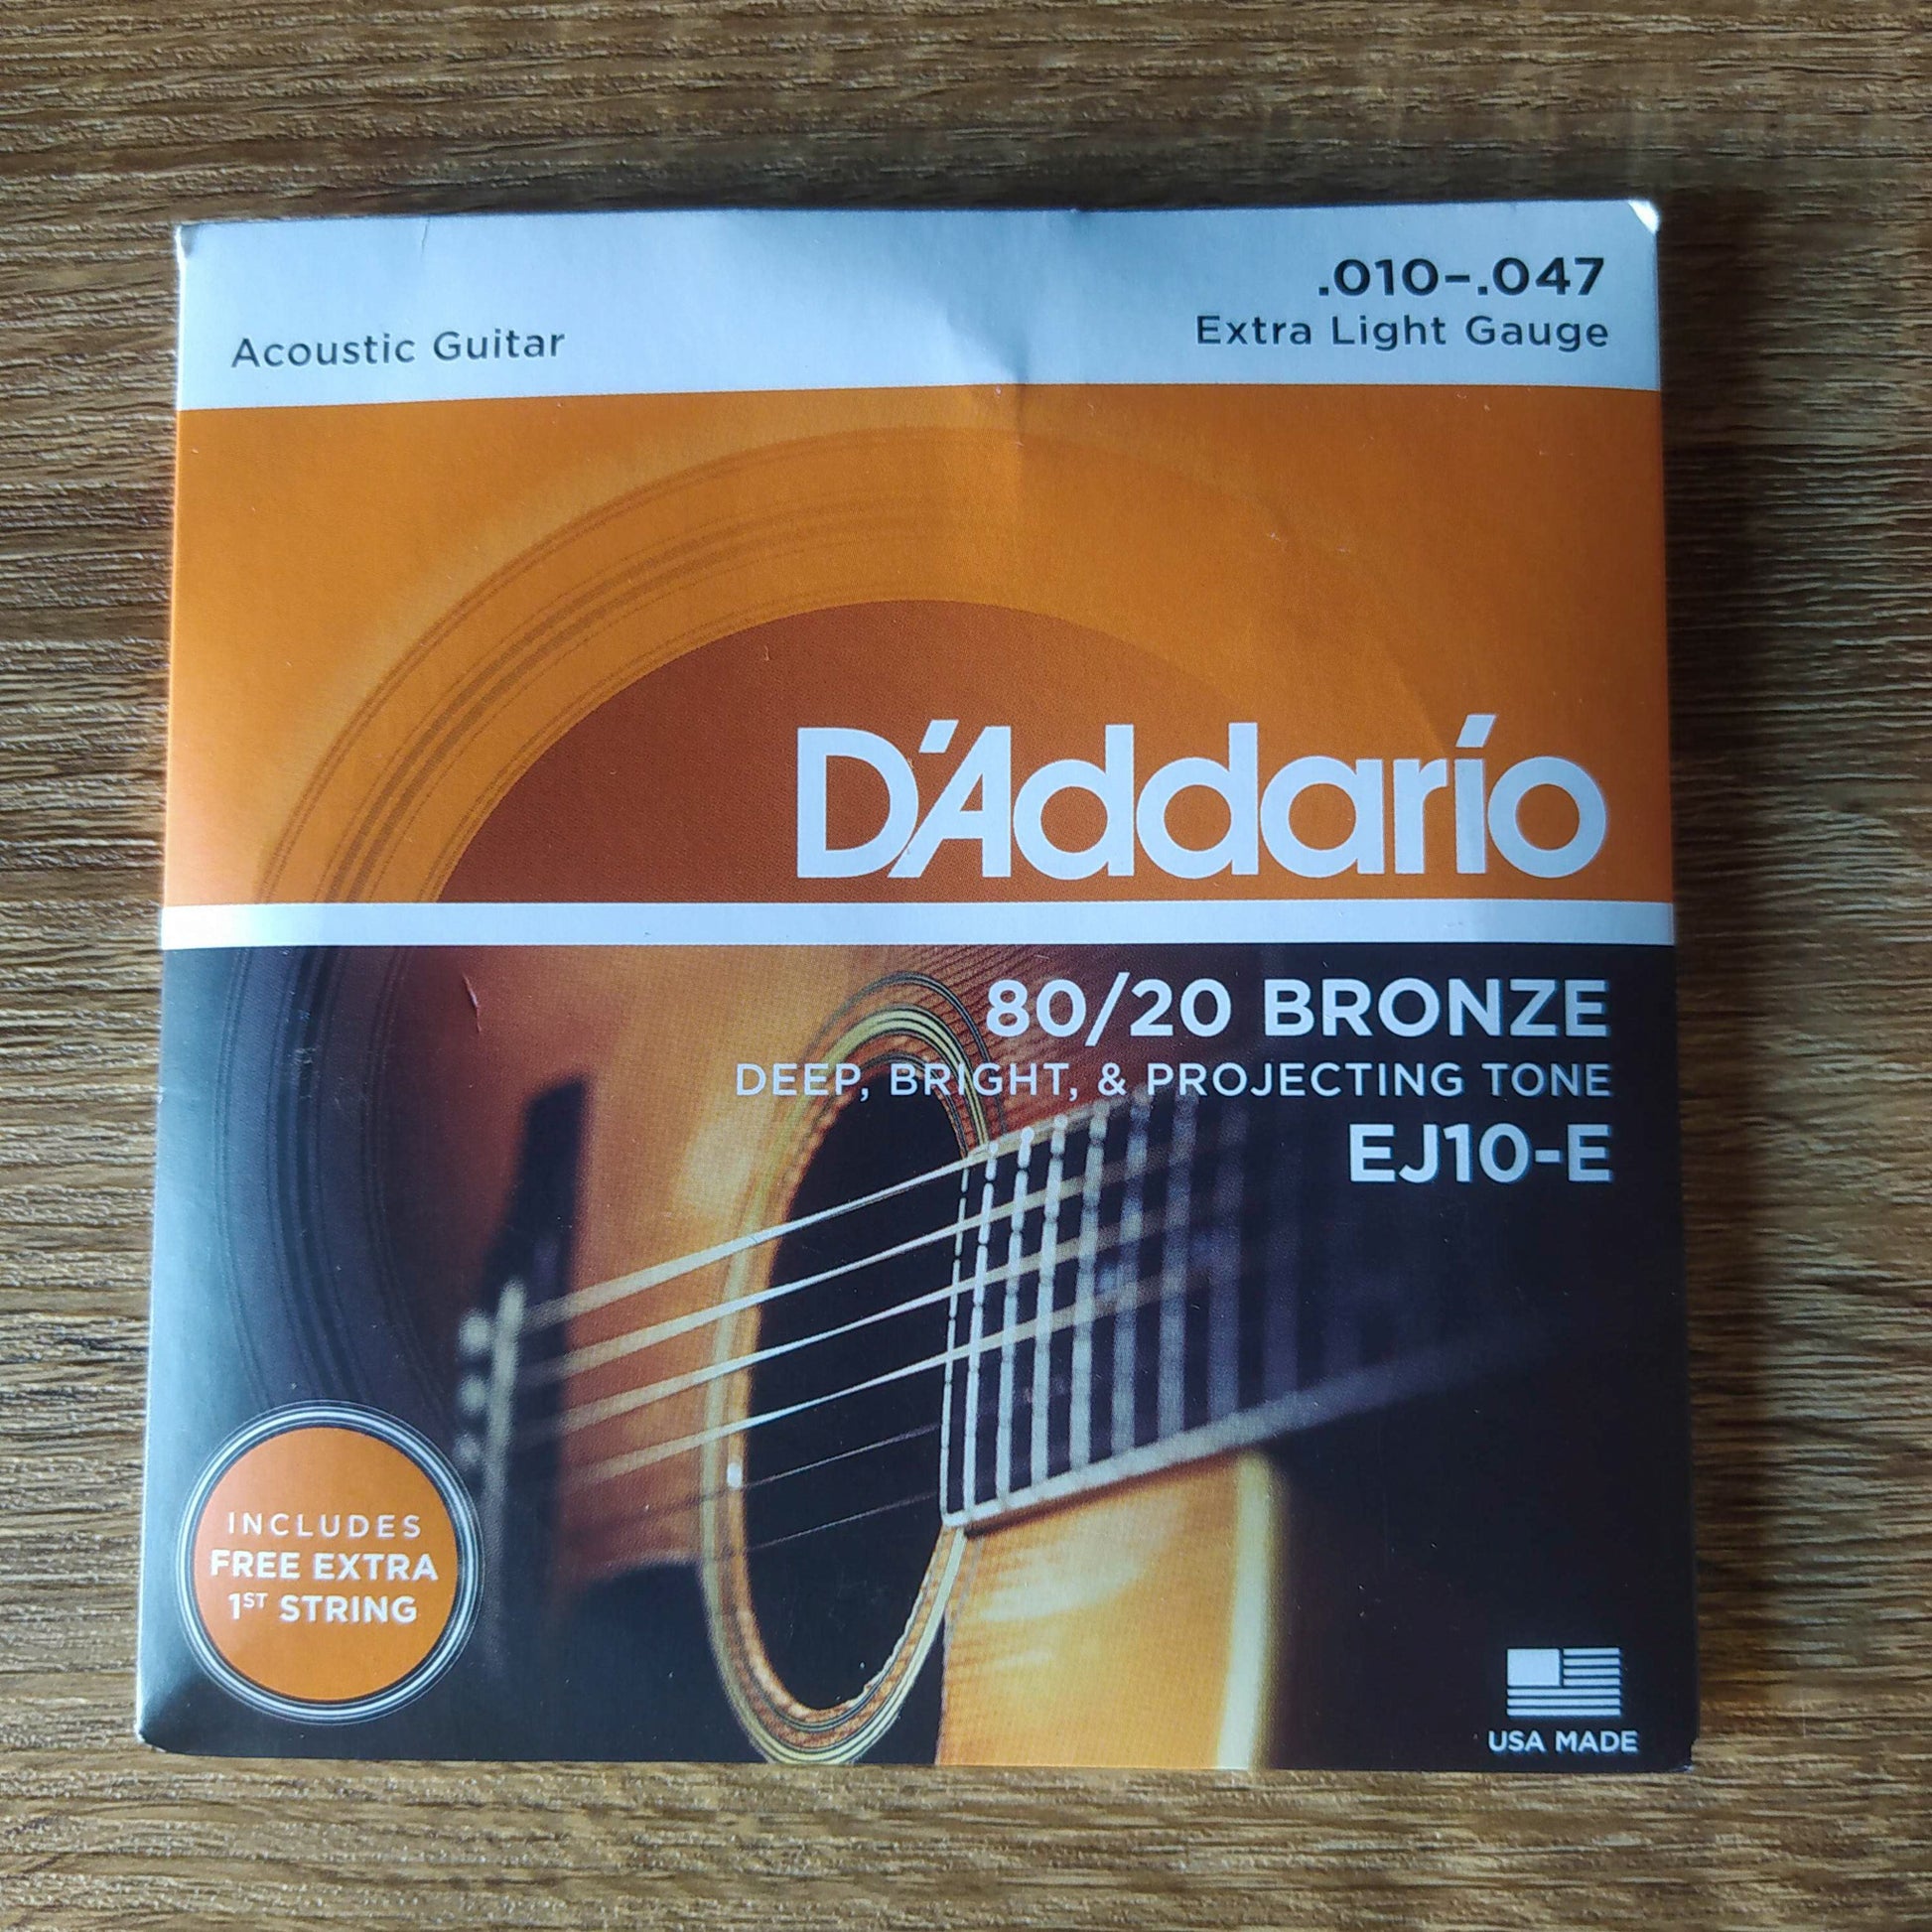 .010–.047
Acoustic Guitar
Extra Light Gauge
D'Addario
80/20 BRONZE
DEEP, BRIGHT, & PROJECTING TONE
EJ10-E
INCLUDES
FREE EXTRA
1ST STRING
USA MADE